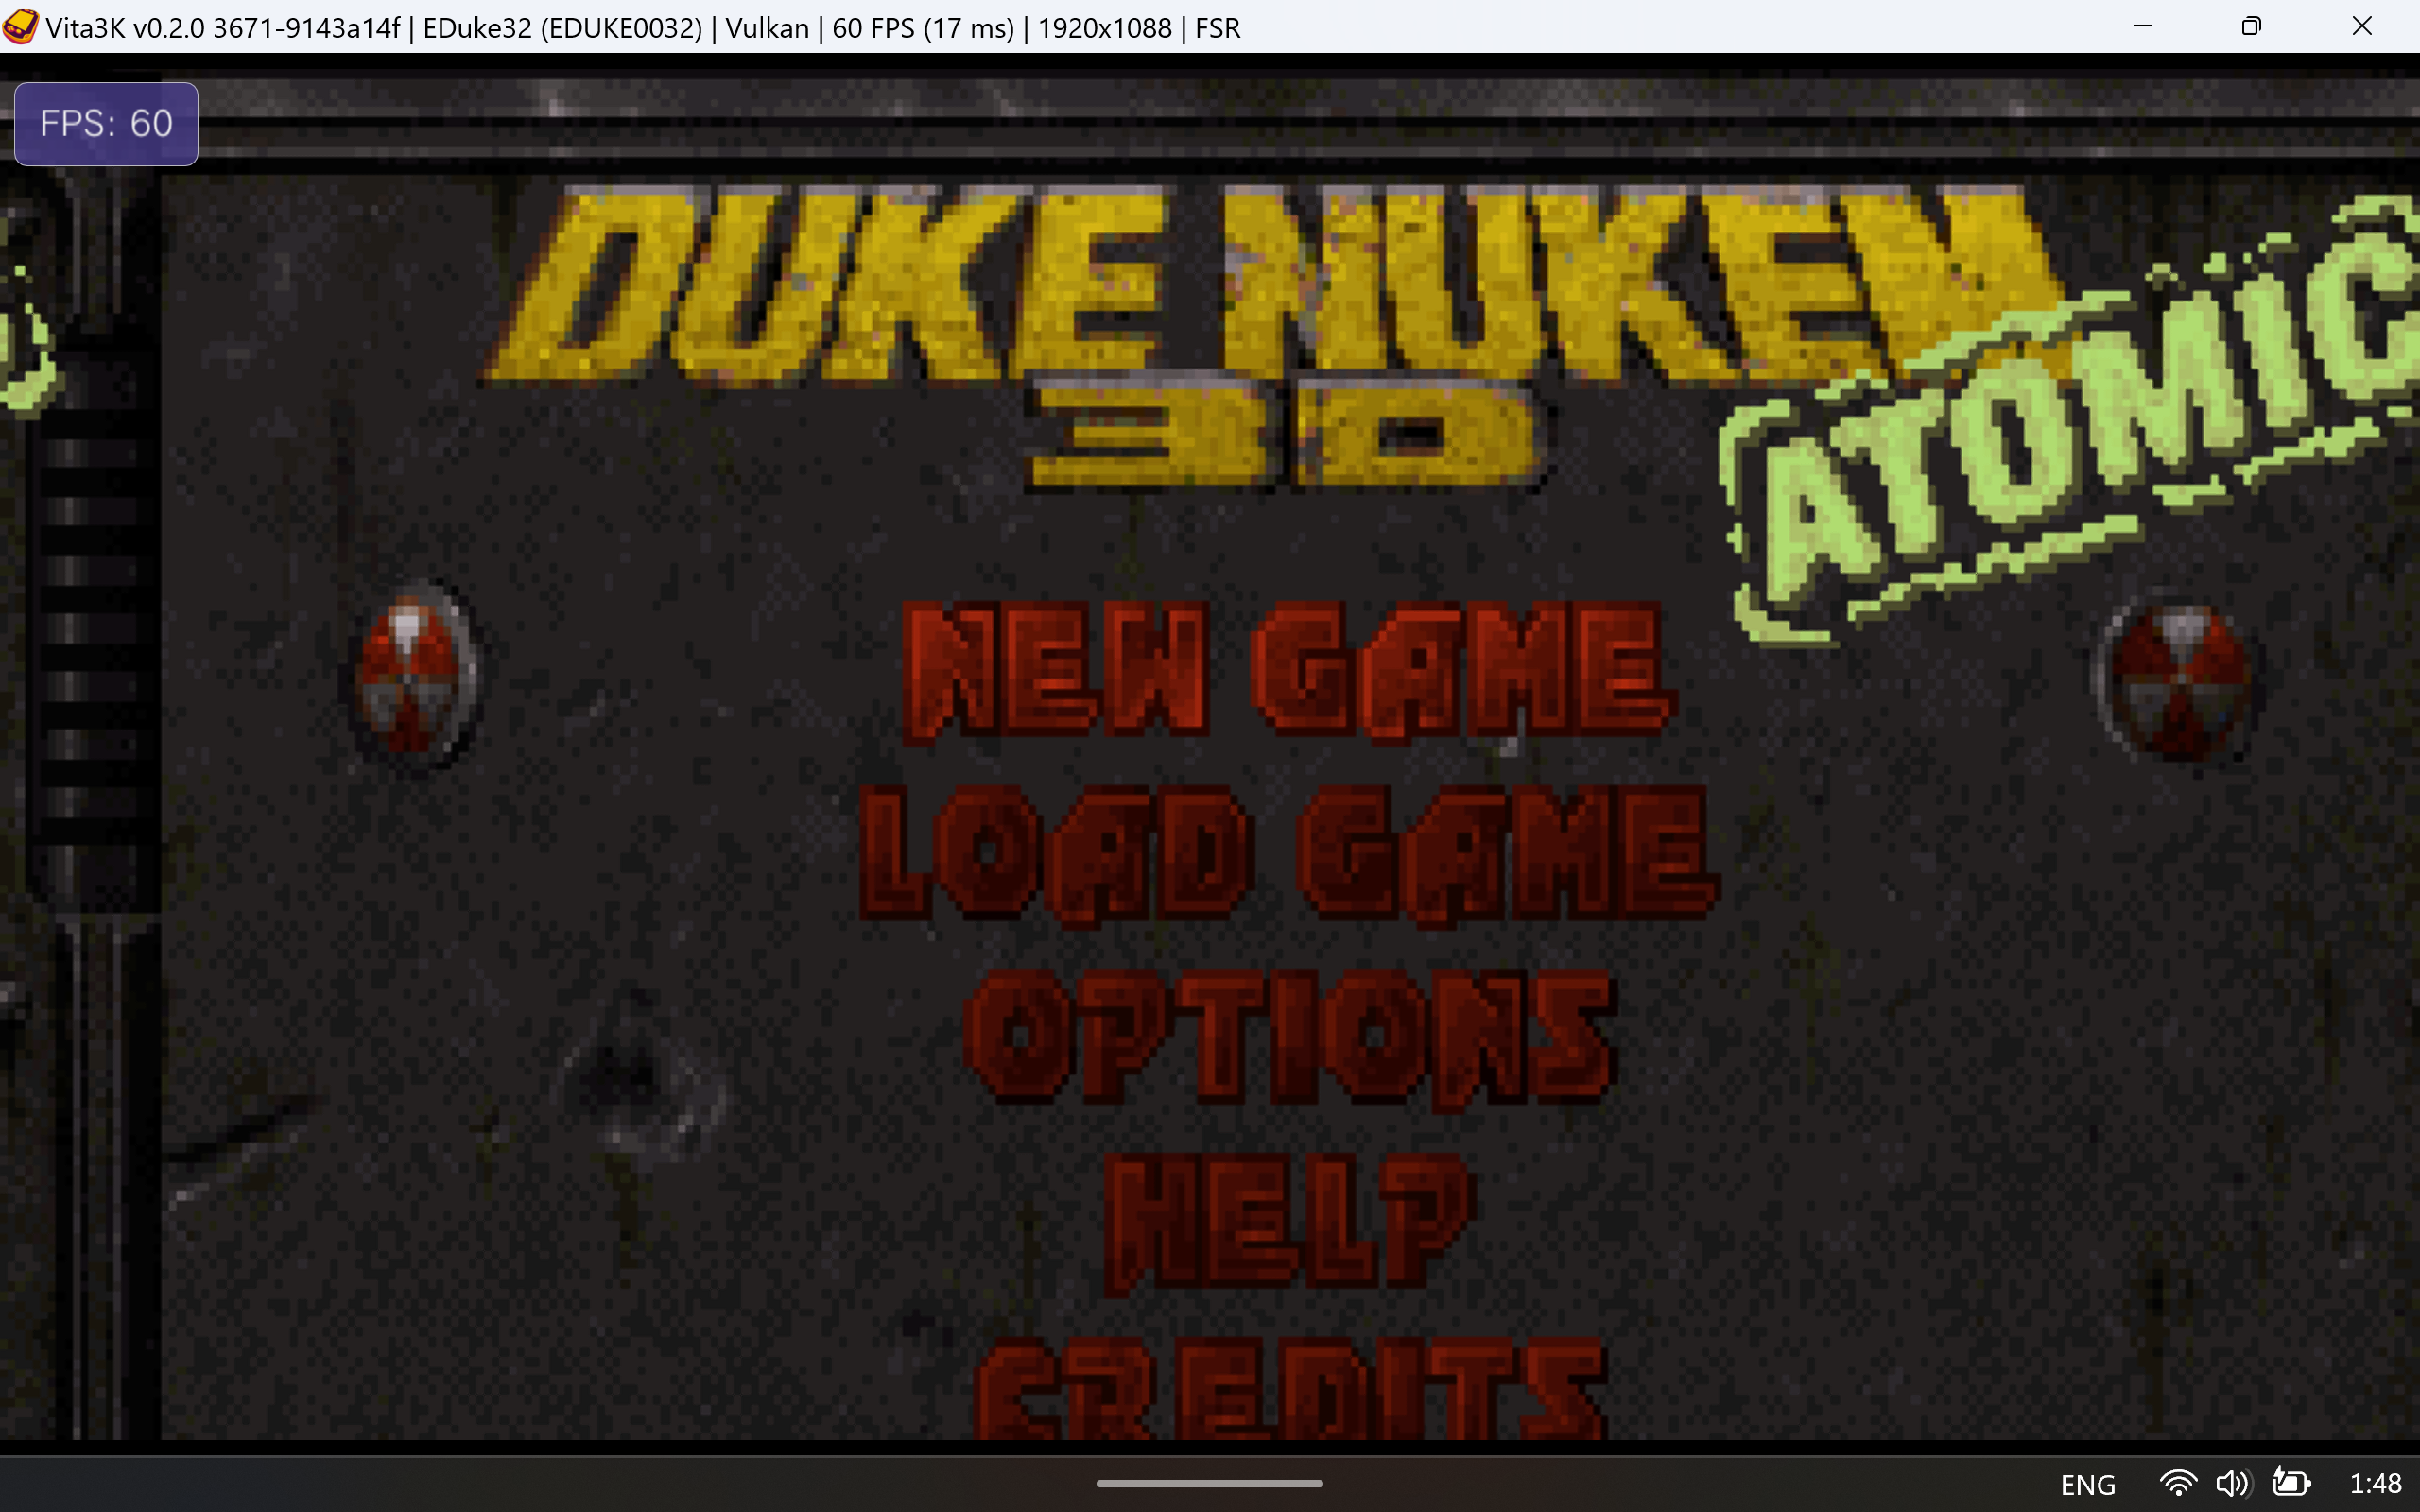 Vita3K v0.2.0 3671-9143a14f | EDuke32 (EDUKE0032) | Vulkan | 60 FPS (17 ms) | 1920x1088 | FSR
FPS: 60
DUKE NUKEM
3D
ATOMIC
NEW GAME
LOAD GAME
OPTIONS
HELP
CREDITS
ENG 1:48